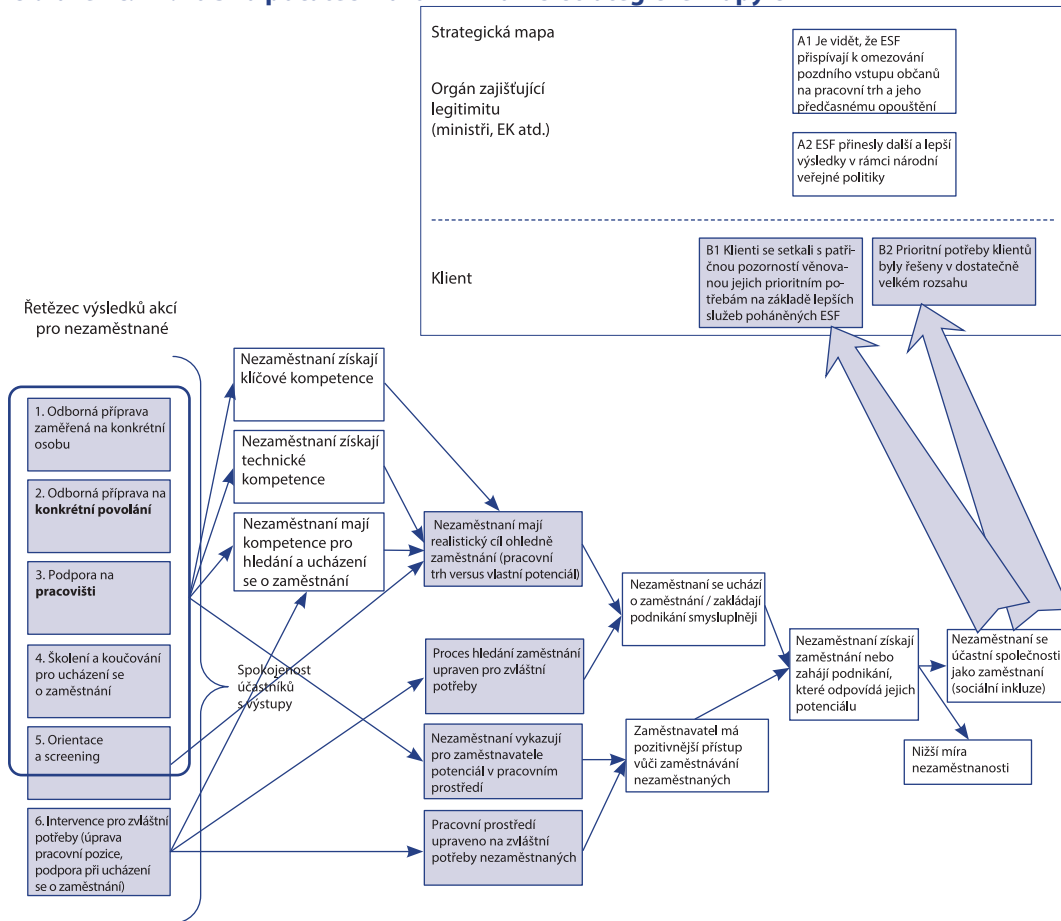 Strategická mapa
Orgán zajišťující
legitimitu
(ministři, EK atd.)
A1 Je vidět, že ESF
přispívají k omezování
pozdního vstupu občanů
na pracovní trh a jeho
předčasnému opouštění
A2 ESF přinesly další a lepší
výsledky v rámci národní
veřejné politiky
Klient
B1 Klienti se setkali s patři-
čnou pozorností věnova-
nou jejich prioritním po-
třebám na základě lepších
služeb poháněných ESF
B2 Prioritní potřeby klientů
byly řešeny v dostatečně
velkém rozsahu
Řetězec výsledků akcí
pro nezaměstnané
1. Odborná příprava
zaměřená na konkrétní
osobu
2. Odborná příprava na
konkrétní povolání
3. Podpora na
pracovišti
4. Školení a koučování
pro ucházení se
o zaměstnání
5. Orientace
a screening
6. Intervence pro zvláštní
potřeby (úprava
pracovní pozice,
podpora při ucházení
se o zaměstnání)
Spokojenost
účastníků
s výstupy
Nezaměstnaní získají
klíčové kompetence
Nezaměstnaní získají
technické
kompetence
Nezaměstnaní mají
kompetence pro
hledání a ucházení
se o zaměstnání
Nezaměstnaní mají
realistický cíl ohledně
zaměstnání (pracovní
trh versus vlastní potenciál)
Proces hledání zaměstnání
upraven pro zvláštní
potřeby
Nezaměstnaní vykazují
pro zaměstnavatele
potenciál v pracovním
prostředí
Pracovní prostředí
upraveno na zvláštní
potřeby nezaměstnaných
Nezaměstnaní se uchází
o zaměstnání / zakládají
podnikání smysluplněji
Zaměstnavatel má
pozitivnější přístup
vůči zaměstnávání
nezaměstnaných
Nezaměstnaní získají
zaměstnání nebo
zahájí podnikání,
které odpovídá jejich
potenciálu
Nezaměstnaní se
účastní společnosti
jako zaměstnaní
(sociální inkluze)
Nižší míra
nezaměstnanosti